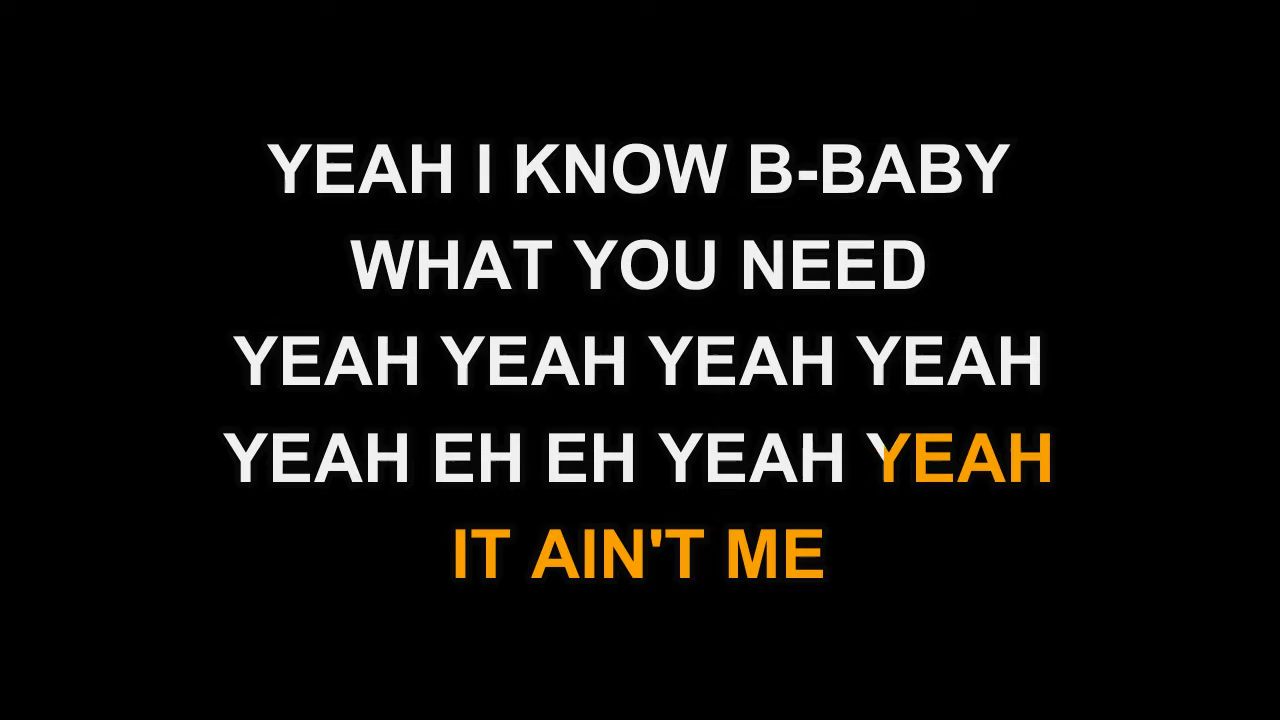 YEAH I KNOW B-BABY
WHAT YOU NEED
YEAH YEAH YEAH YEAH
YEAH EH EH YEAH YEAH
IT AIN'T ME